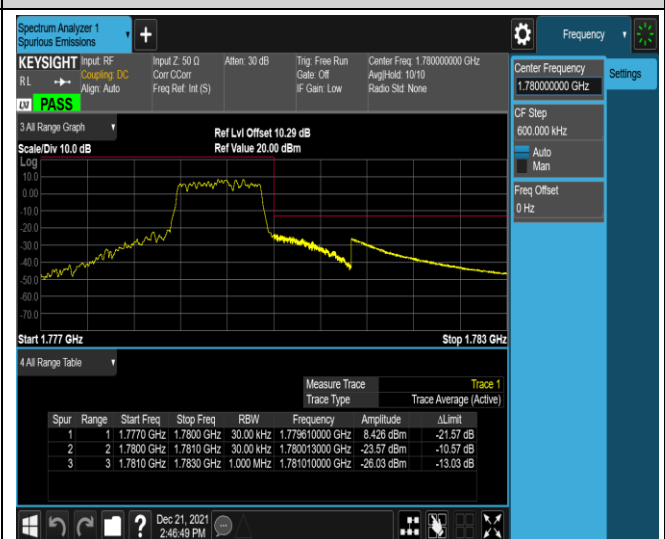 Spectrum Analyzer 1
Spurious Emissions
+
Frequency
KEYSIGHT Input: RF Input Z: 50 Ω Atten: 30 dB Trig: Free Run Center Freq: 1.780000000 GHz
R L Coupling: DC Corr CCorr Gate: Off Avg|Hold: 10/10
Align: Auto Freq Ref: Int (S) IF Gain: Low Radio Std: None
LXI PASS
Center Frequency
1.780000000 GHz
Settings
CF Step
600.000 kHz
Auto
Man
Freq Offset
0 Hz
3 All Range Graph
Ref Lvl Offset 10.29 dB
Scale/Div 10.0 dB Ref Value 20.00 dBm
Log
10.0
0.00
-10.0
-20.0
-30.0
-40.0
-50.0
-60.0
-70.0
Start 1.777 GHz Stop 1.783 GHz
4 All Range Table
Measure Trace Trace 1
Trace Type Trace Average (Active)
Spur Range Start Freq Stop Freq RBW Frequency Amplitude ΔLimit
1 1 1.7770 GHz 1.7800 GHz 30.00 kHz 1.779610000 GHz 8.426 dBm -21.57 dB
2 2 1.7800 GHz 1.7810 GHz 30.00 kHz 1.780013000 GHz -23.57 dBm -10.57 dB
3 3 1.7810 GHz 1.7830 GHz 1.000 MHz 1.781010000 GHz -26.03 dBm -13.03 dB
? Dec 21, 2021
2:46:49 PM